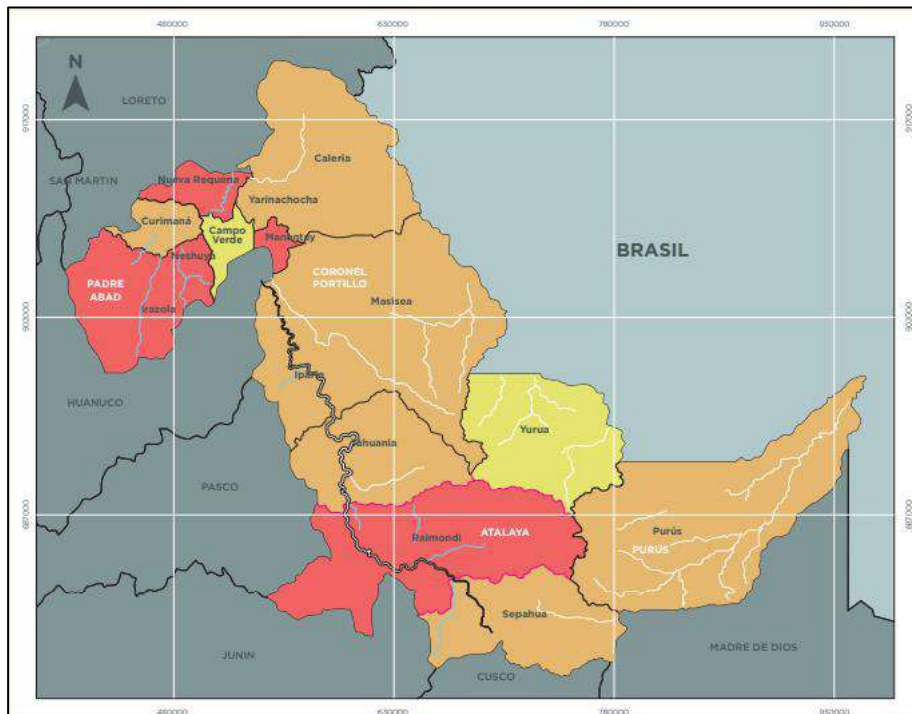 480000 630000 780000 930000
N
LORETO
SAN MARTIN
Caleria
Nueva Requena
Yarinachocha
Curimaná
Campo
Verde
Manantay
Neshuya
BRASIL
PADRE
ABAD
CORONEL
PORTILLO
Masisea
Irazola
Iparia
HUANUCO
Yurua
Tahuania
PASCO
Raimondi
ATALAYA
Purús
PURÚS
Sepahua
JUNIN
CUSCO
MADRE DE DIOS
480000 630000 780000 930000